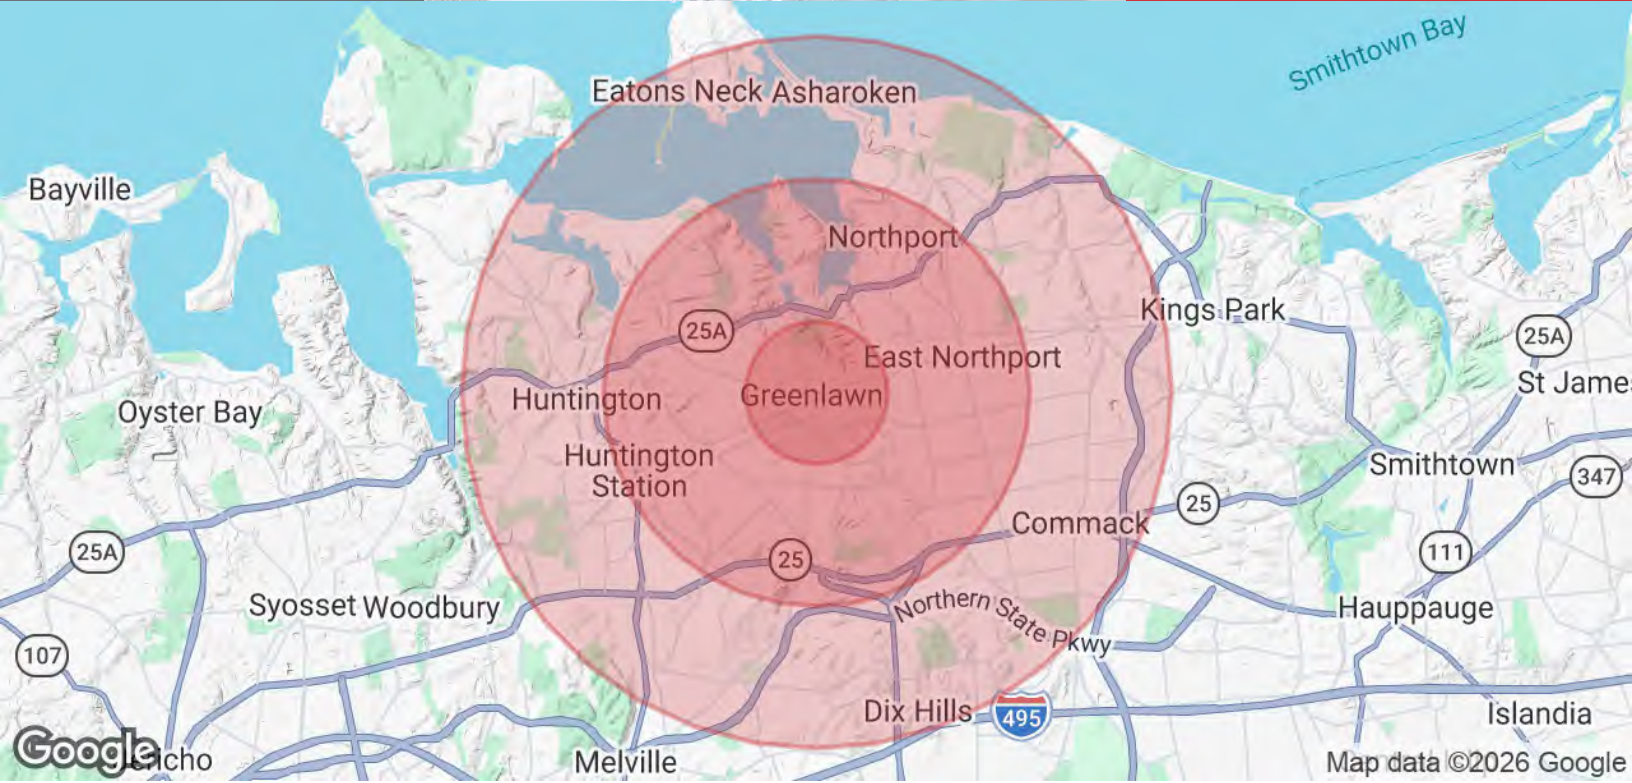 Smithtown Bay
Eatons Neck Asharoken
Bayville
Northport
Kings Park
25A
25A
East Northport
St James
Greenlawn
Huntington
Oyster Bay
Huntington
Station
Smithtown
347
25
Commack
25A
25
111
Syosset Woodbury
Northern State Pkwy
Hauppauge
107
Dix Hills
495
Islandia
Google
Jericho
Melville
Map data ©2026 Google